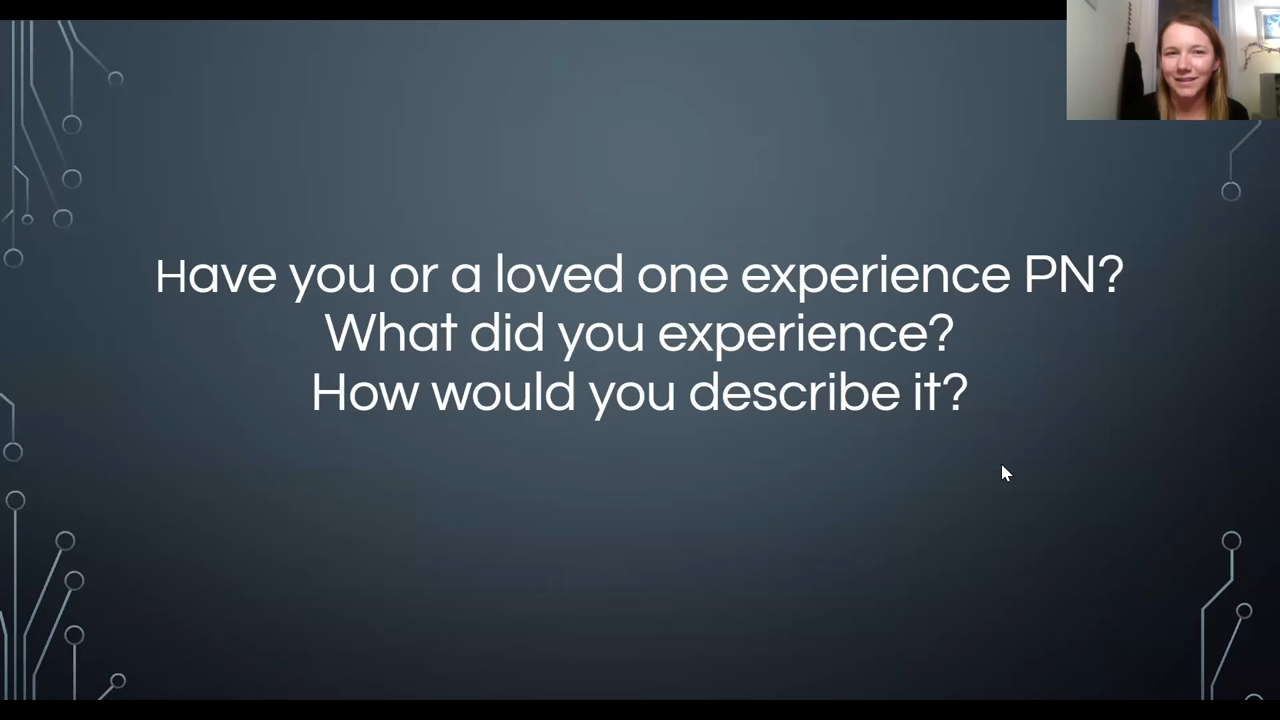 Have you or a loved one experience PN?
What did you experience?
How would you describe it?